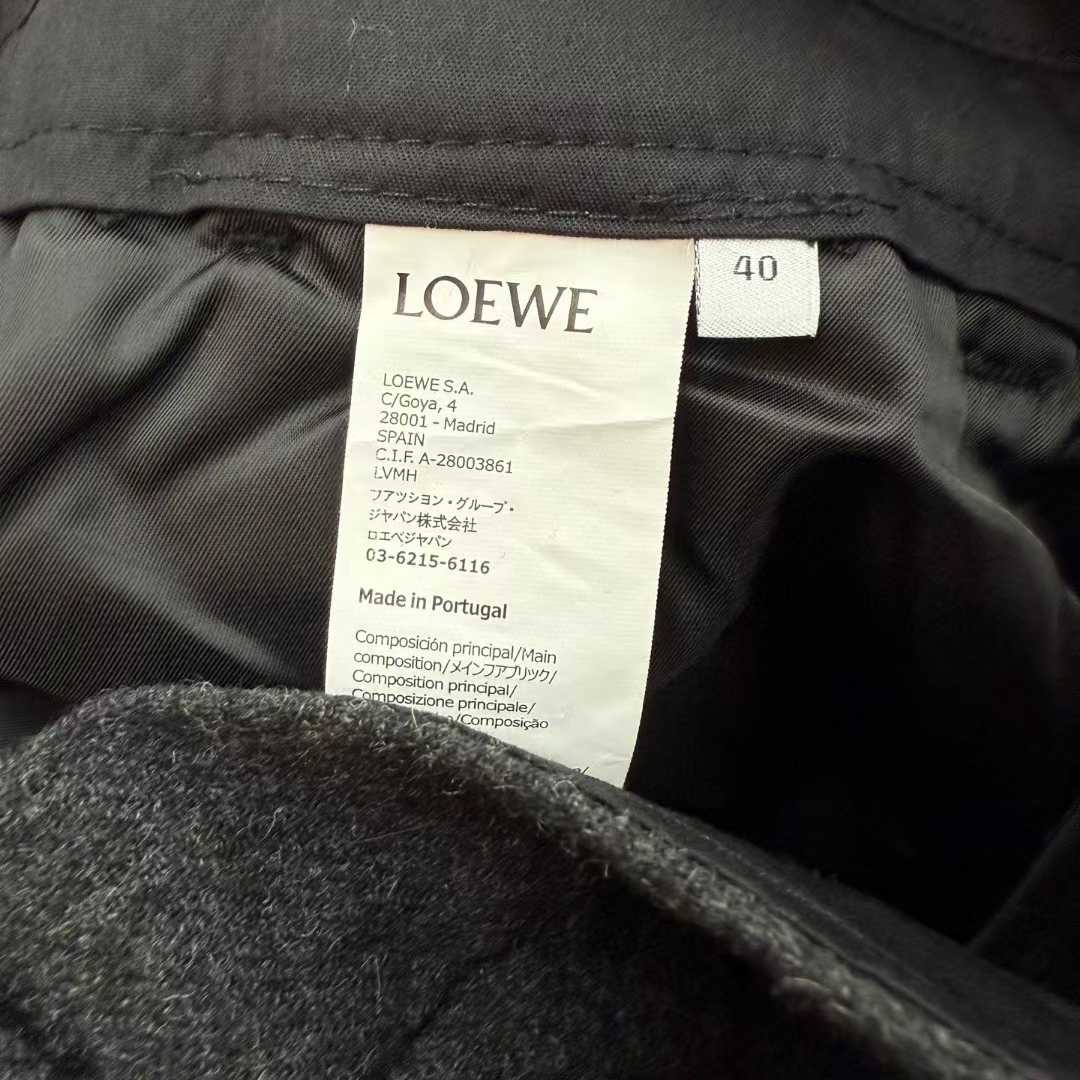 LOEWE
40
LOEWE S.A.
C/Goya, 4
28001 - Madrid
SPAIN
C.I.F. A-28003861
LVMH
ファツション・グループ・
ジャパン株式会社
ロエベジャパン
03-6215-6116
Made in Portugal
Composición principal/Main
composition/メインファブリック/
Composition principal/
Composizione principale/
/Composição